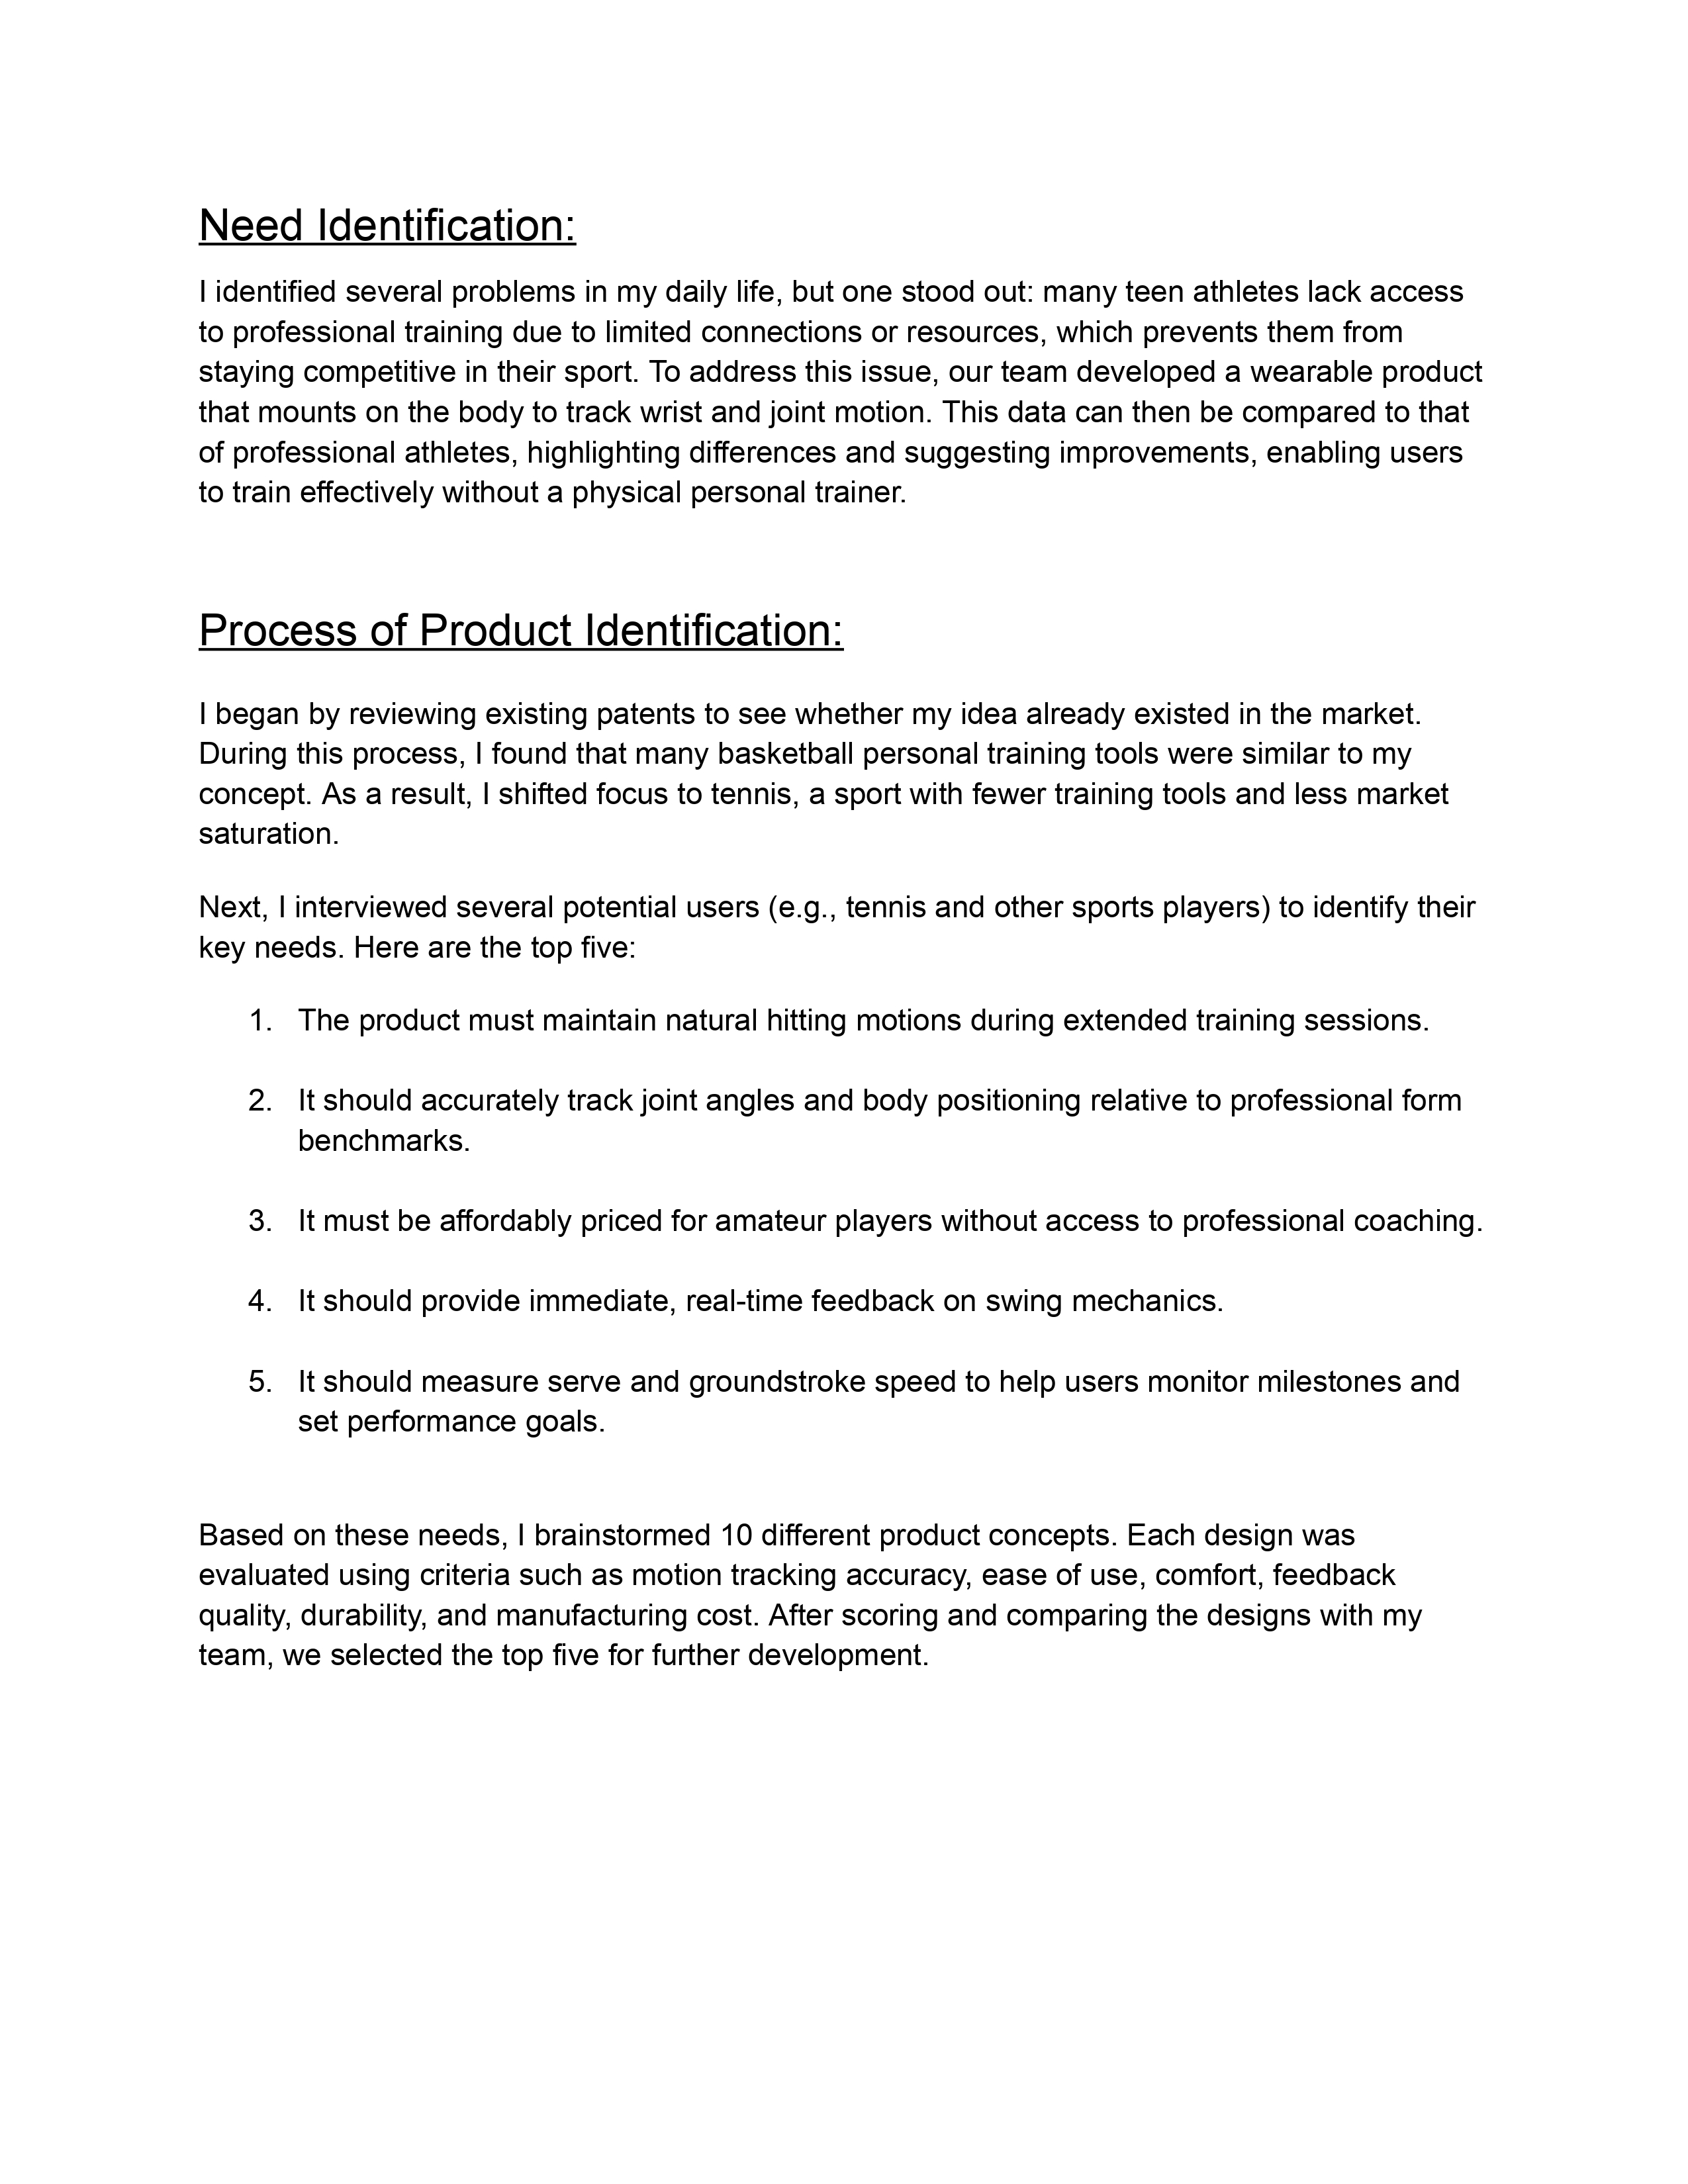 Need Identification:
I identified several problems in my daily life, but one stood out: many teen athletes lack access
to professional training due to limited connections or resources, which prevents them from
staying competitive in their sport. To address this issue, our team developed a wearable product
that mounts on the body to track wrist and joint motion. This data can then be compared to that
of professional athletes, highlighting differences and suggesting improvements, enabling users
to train effectively without a physical personal trainer.
Process of Product Identification:
I began by reviewing existing patents to see whether my idea already existed in the market.
During this process, I found that many basketball personal training tools were similar to my
concept. As a result, I shifted focus to tennis, a sport with fewer training tools and less market
saturation.
Next, I interviewed several potential users (e.g., tennis and other sports players) to identify their
key needs. Here are the top five:
1. The product must maintain natural hitting motions during extended training sessions.
2. It should accurately track joint angles and body positioning relative to professional form
benchmarks.
3. It must be affordably priced for amateur players without access to professional coaching.
4. It should provide immediate, real-time feedback on swing mechanics.
5. It should measure serve and groundstroke speed to help users monitor milestones and
set performance goals.
Based on these needs, I brainstormed 10 different product concepts. Each design was
evaluated using criteria such as motion tracking accuracy, ease of use, comfort, feedback
quality, durability, and manufacturing cost. After scoring and comparing the designs with my
team, we selected the top five for further development.